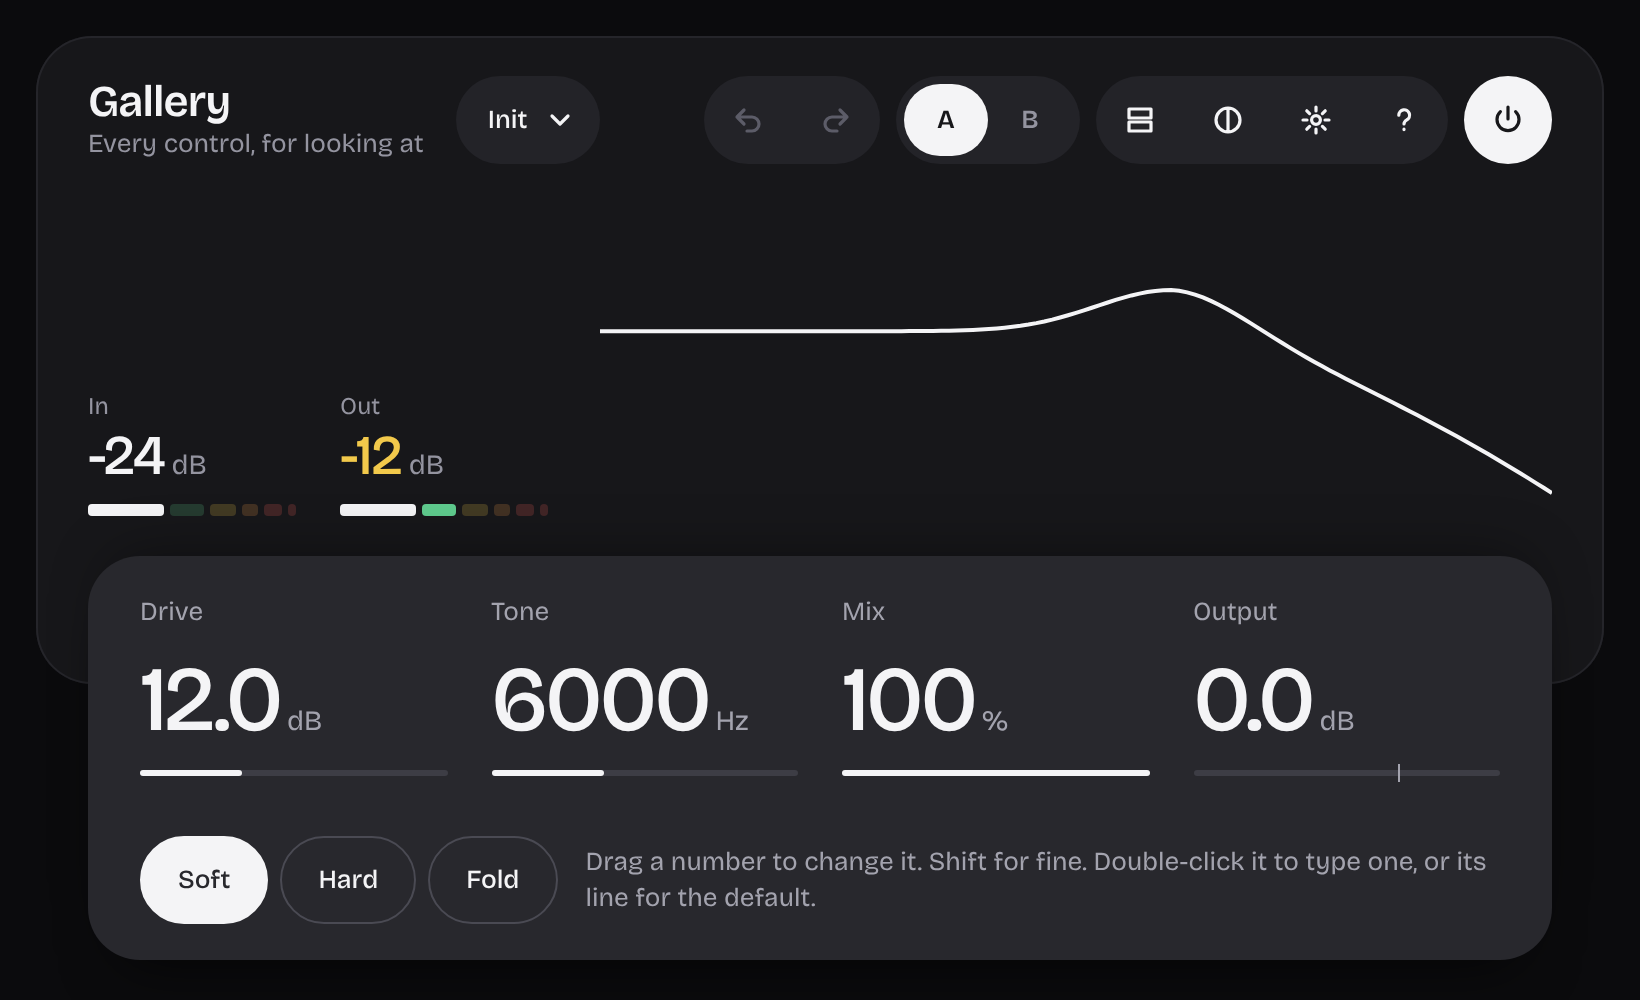 Gallery
Every control, for looking at
Init
A
B
?
In
-24 dB
Out
-12 dB
Drive
12.0 dB
Tone
6000 Hz
Mix
100 %
Output
0.0 dB
Soft
Hard
Fold
Drag a number to change it. Shift for fine. Double-click it to type one, or its
line for the default.